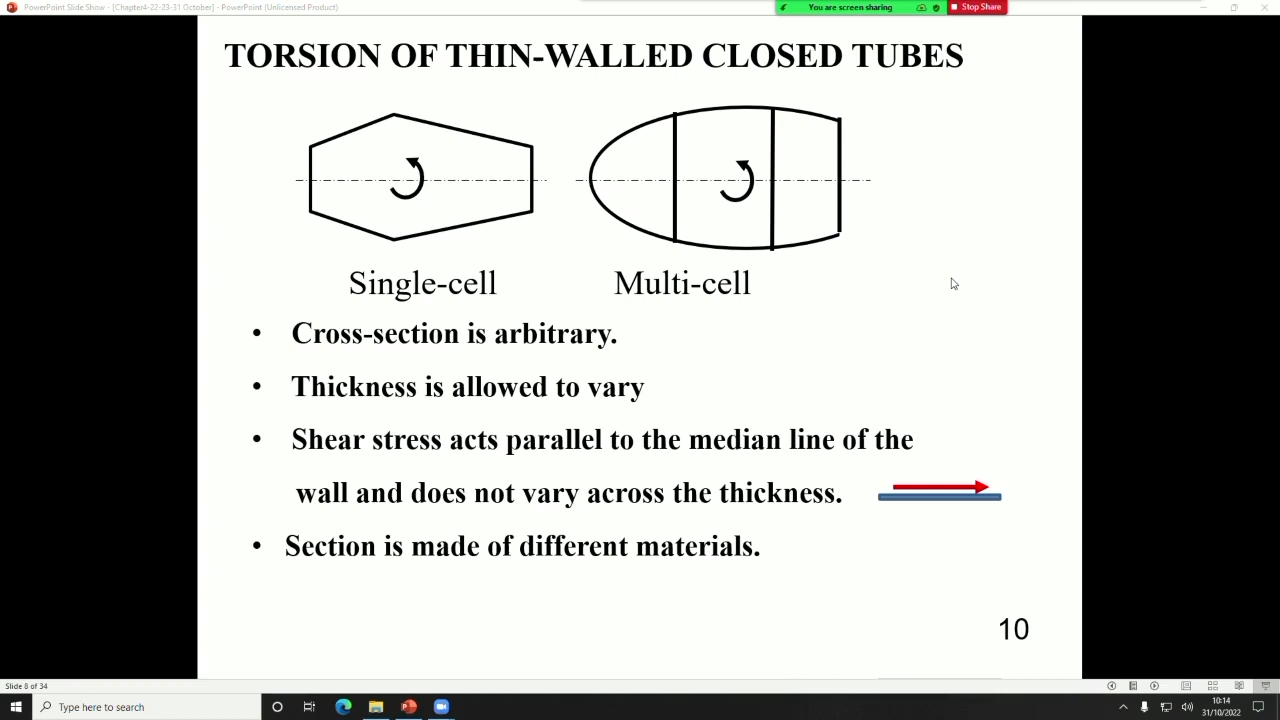 PowerPoint Slide Show - [Chapter4-22-23-31 October] - PowerPoint (Unlicensed Product)
You are screen sharing
Stop Share
TORSION OF THIN-WALLED CLOSED TUBES
Single-cell
Multi-cell
• Cross-section is arbitrary.
• Thickness is allowed to vary
• Shear stress acts parallel to the median line of the
wall and does not vary across the thickness.
• Section is made of different materials.
10
Slide 8 of 34
Type here to search
10:14
31/10/2022